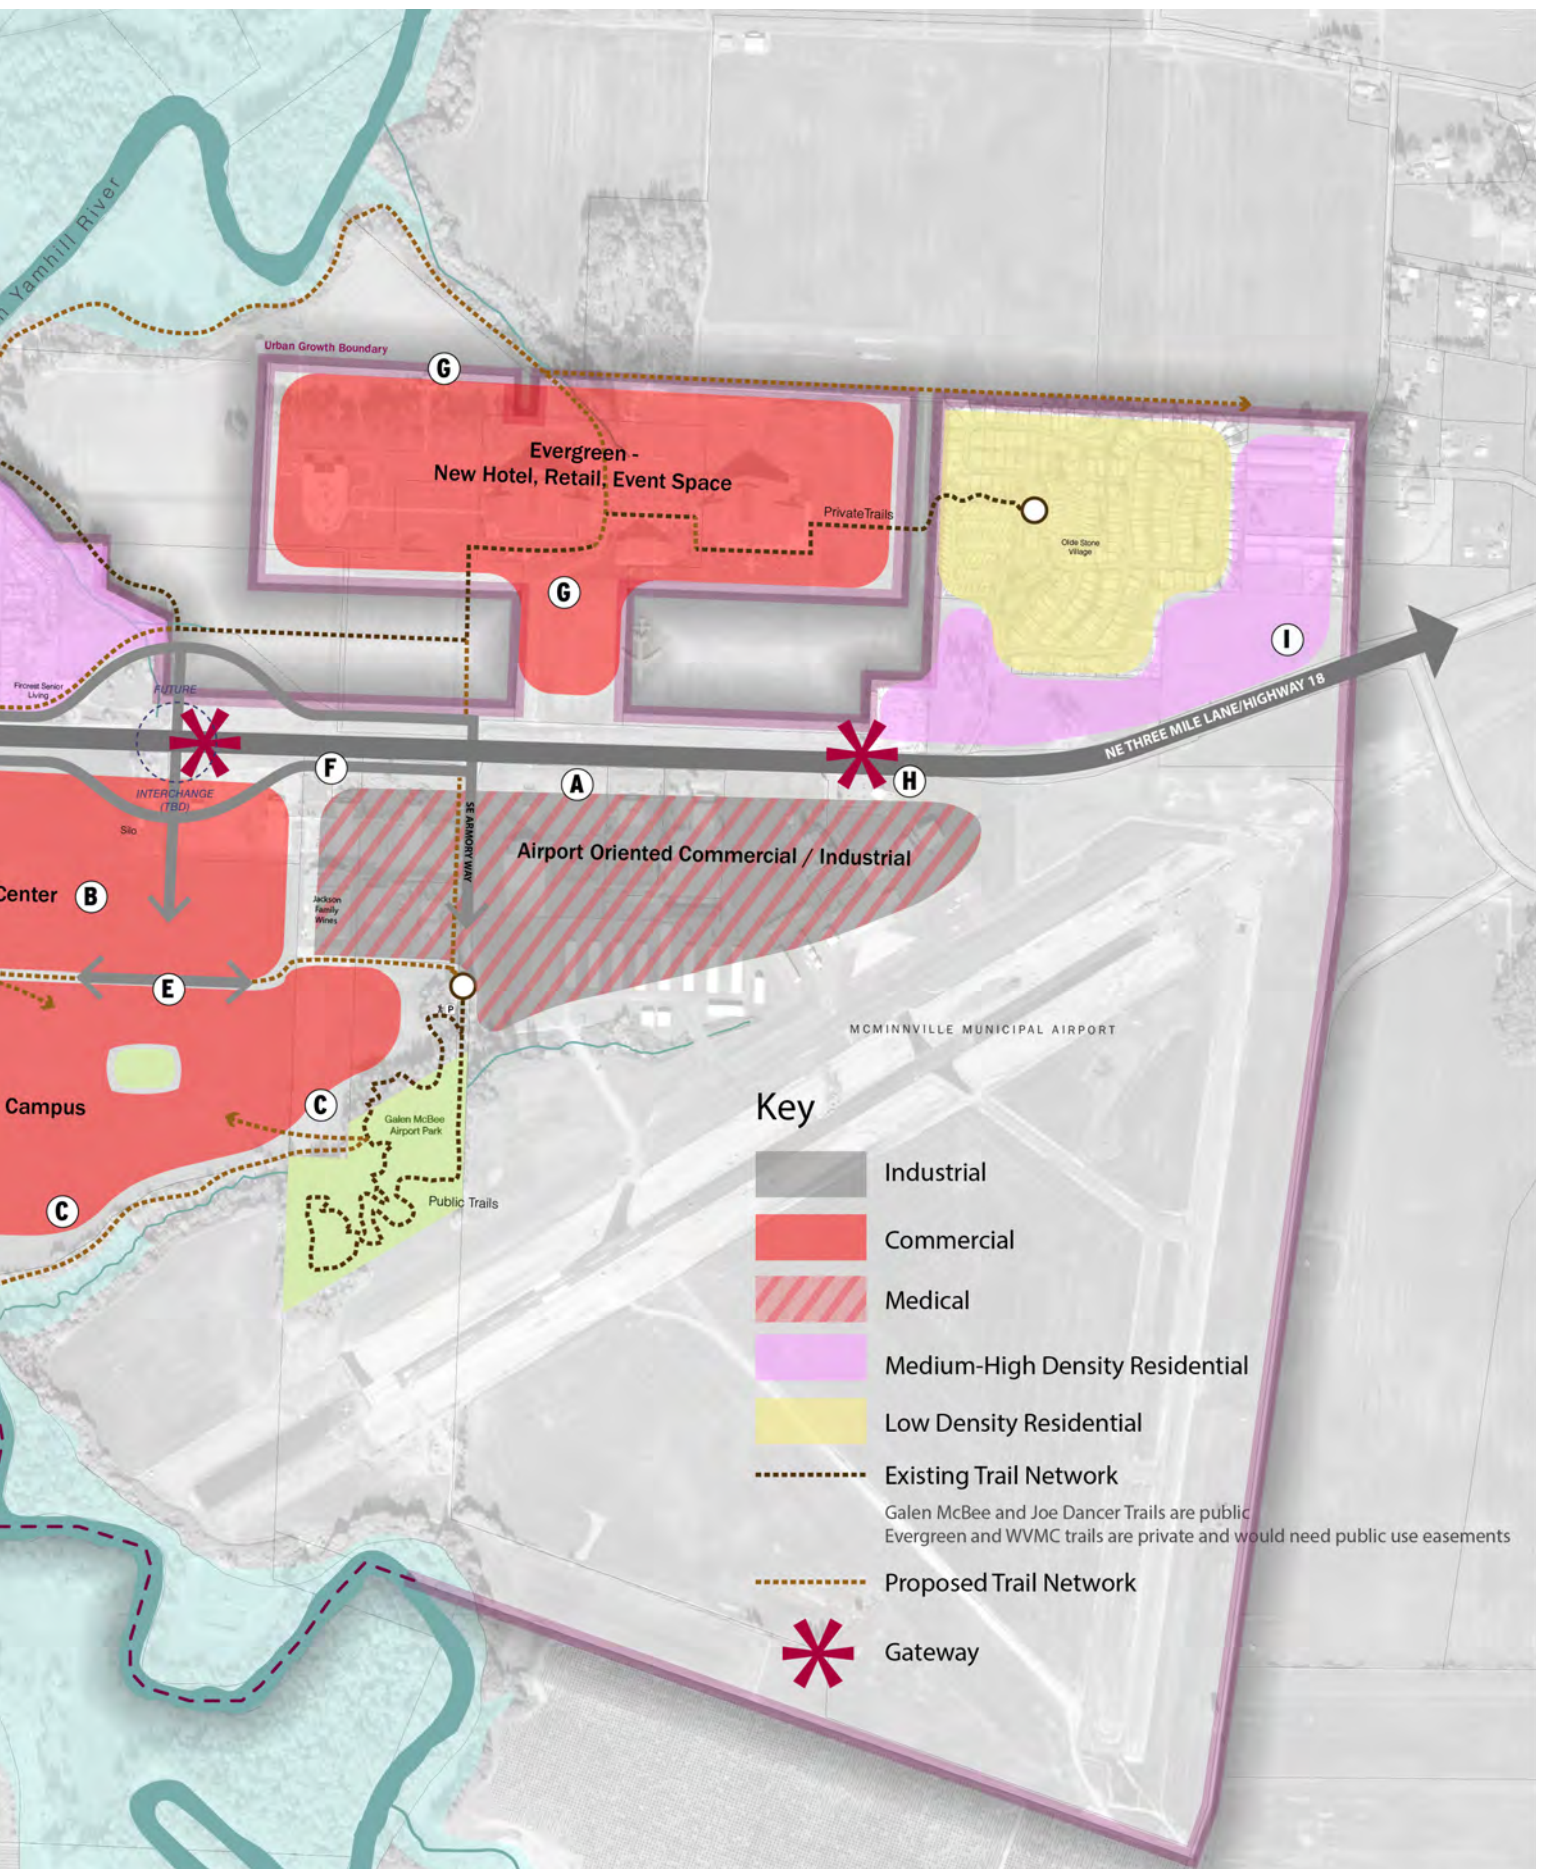 Yamhill River
Urban Growth Boundary
G
Evergreen -
New Hotel, Retail, Event Space
PrivateTrails
Olde Stone
Village
G
I
Fircrest Senior
Living
FUTURE
NE THREE MILE LANE/HIGHWAY 18
F
A
H
INTERCHANGE
(TBD)
Silo
SE ARMORY WAY
Airport Oriented Commercial / Industrial
Center
B
Jackson
Family
Wines
E
P
MCMINNVILLE MUNICIPAL AIRPORT
Campus
C
Galen McBee
Airport Park
Public Trails
C
Key
Industrial
Commercial
Medical
Medium-High Density Residential
Low Density Residential
Existing Trail Network
Galen McBee and Joe Dancer Trails are public
Evergreen and WVMC trails are private and would need public use easements
Proposed Trail Network
Gateway